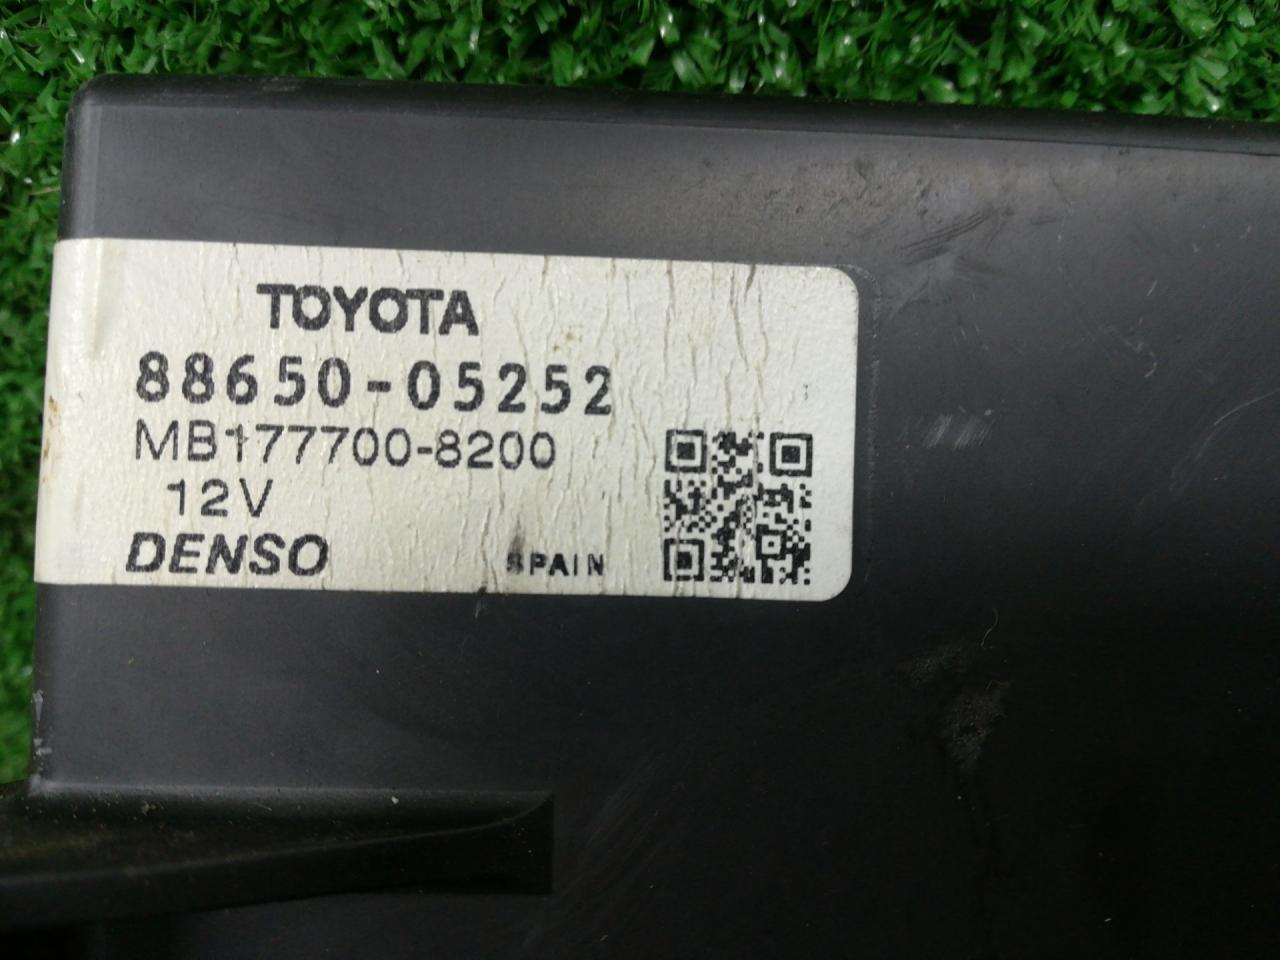 TOYOTA
88650-05252
MB177700-8200
12V
DENSO SPAIN